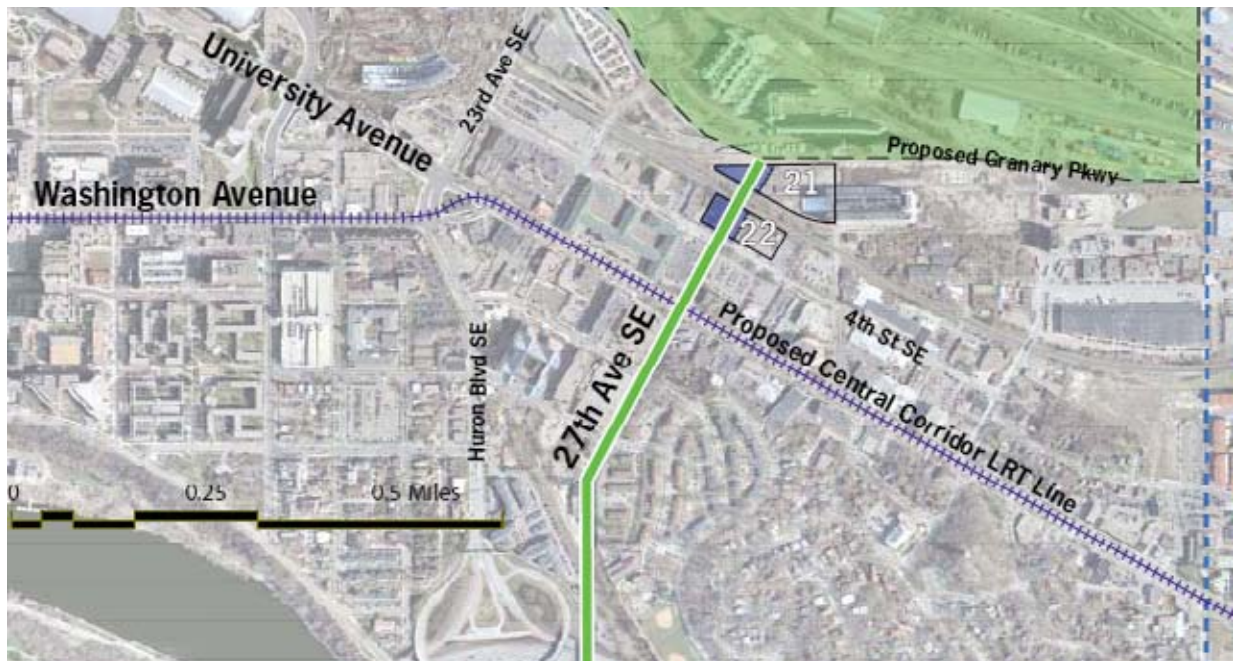 University Avenue
23rd Ave SE
Washington Avenue
Proposed Granary Pkwy
21
22
27th Ave SE
Huron Blvd SE
4th St SE
Proposed Central Corridor LRT Line
0 0.25 0.5 Miles